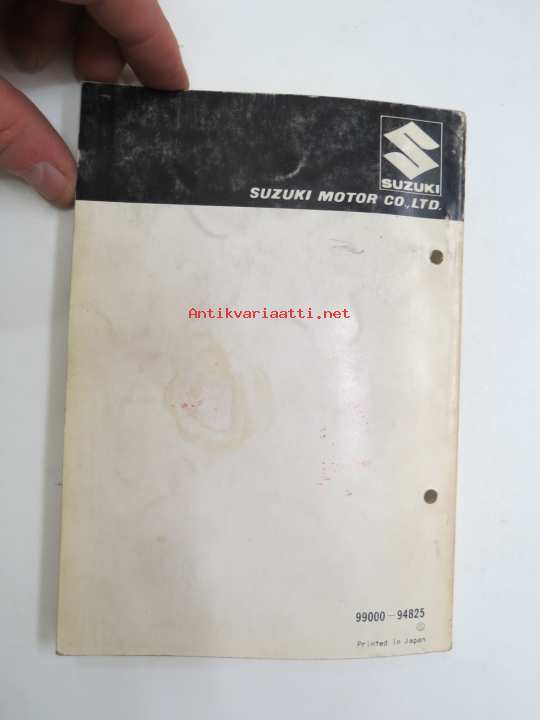 SUZUKI
SUZUKI MOTOR CO.,LTD.
Antikvariaatti.net
99000-94825
Printed in Japan